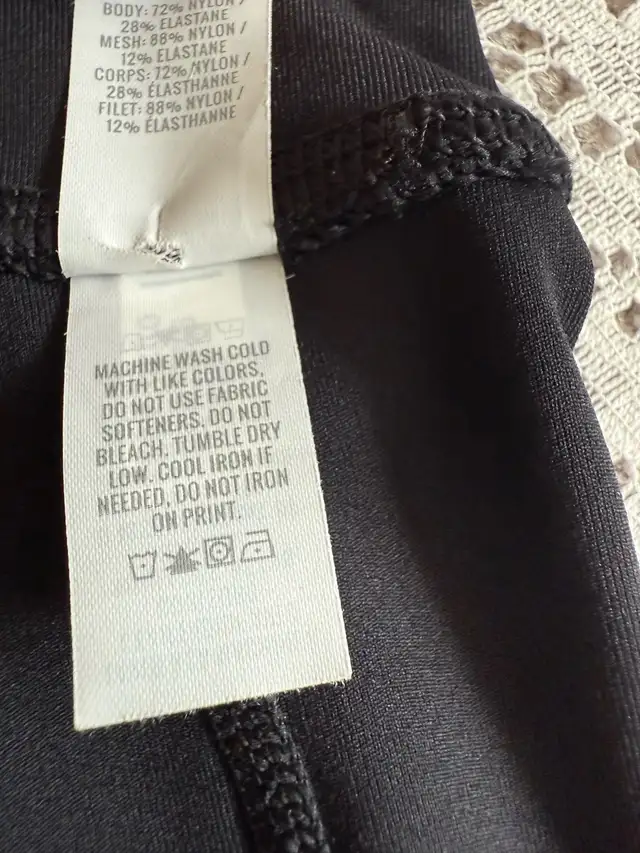 BODY: 72% NYLON /
28% ELASTANE
MESH: 88% NYLON /
12% ELASTANE
CORPS: 72% NYLON /
28% ÉLASTHANNE
FILET: 88% NYLON /
12% ÉLASTHANNE
MACHINE WASH COLD
WITH LIKE COLORS,
DO NOT USE FABRIC
SOFTENERS. DO NOT
BLEACH. TUMBLE DRY
LOW. COOL IRON IF
NEEDED, DO NOT IRON
ON PRINT.